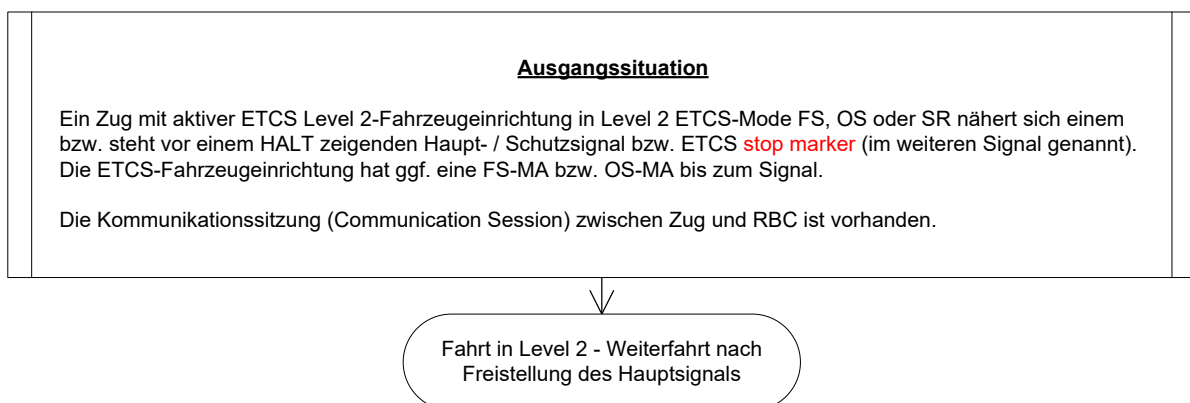 Ausgangssituation
Ein Zug mit aktiver ETCS Level 2-Fahrzeugeinrichtung in Level 2 ETCS-Mode FS, OS oder SR nähert sich einem
bzw. steht vor einem HALT zeigenden Haupt- / Schutzsignal bzw. ETCS stop marker (im weiteren Signal genannt).
Die ETCS-Fahrzeugeinrichtung hat ggf. eine FS-MA bzw. OS-MA bis zum Signal.
Die Kommunikationssitzung (Communication Session) zwischen Zug und RBC ist vorhanden.
Fahrt in Level 2 - Weiterfahrt nach
Freistellung des Hauptsignals